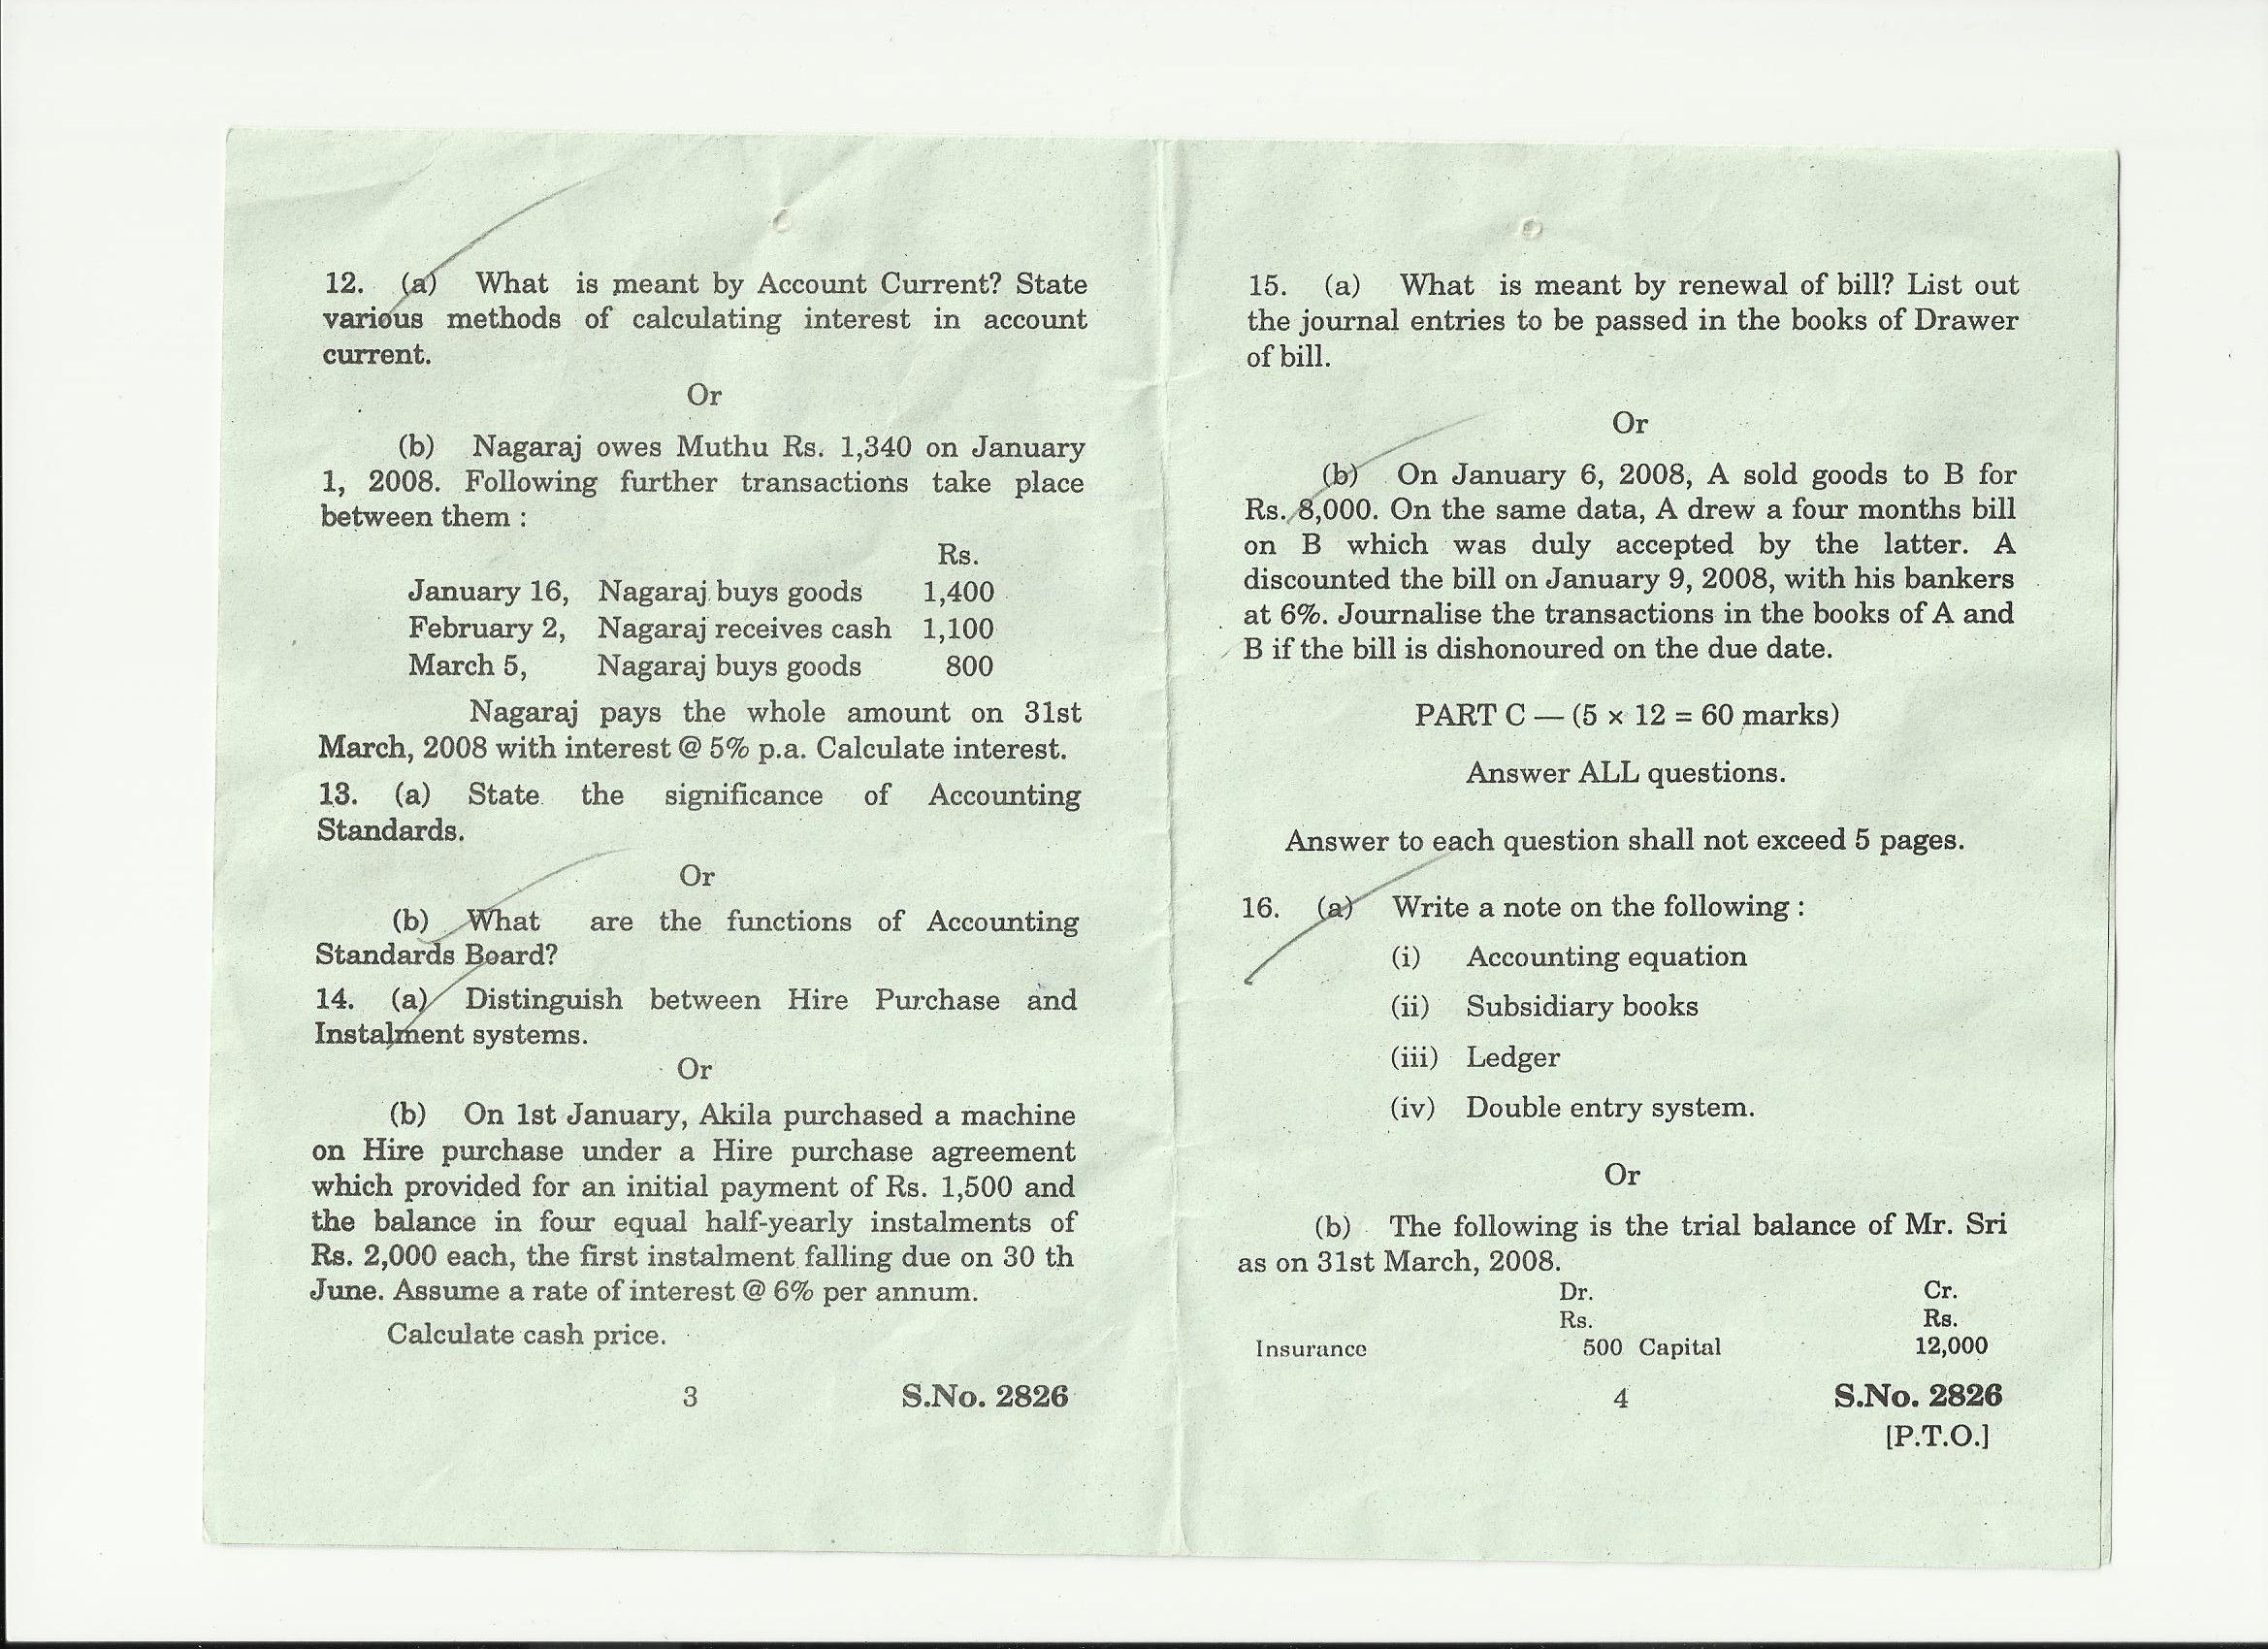 12. (a) What is meant by Account Current? State
various methods of calculating interest in account
current.
Or
(b) Nagaraj owes Muthu Rs. 1,340 on January
1, 2008. Following further transactions take place
between them :
Rs.
January 16, Nagaraj buys goods 1,400
February 2, Nagaraj receives cash 1,100
March 5, Nagaraj buys goods 800
Nagaraj pays the whole amount on 31st
March, 2008 with interest @ 5% p.a. Calculate interest.
13. (a) State the significance of Accounting
Standards.
Or
(b) What are the functions of Accounting
Standards Board?
14. (a) Distinguish between Hire Purchase and
Instalment systems.
Or
(b) On 1st January, Akila purchased a machine
on Hire purchase under a Hire purchase agreement
which provided for an initial payment of Rs. 1,500 and
the balance in four equal half-yearly instalments of
Rs. 2,000 each, the first instalment falling due on 30 th
June. Assume a rate of interest @ 6% per annum.
Calculate cash price.
3 S.No. 2826
15. (a) What is meant by renewal of bill? List out
the journal entries to be passed in the books of Drawer
of bill.
Or
(b) On January 6, 2008, A sold goods to B for
Rs. 8,000. On the same data, A drew a four months bill
on B which was duly accepted by the latter. A
discounted the bill on January 9, 2008, with his bankers
at 6%. Journalise the transactions in the books of A and
B if the bill is dishonoured on the due date.
PART C — (5 × 12 = 60 marks)
Answer ALL questions.
Answer to each question shall not exceed 5 pages.
16. (a) Write a note on the following :
(i) Accounting equation
(ii) Subsidiary books
(iii) Ledger
(iv) Double entry system.
Or
(b) The following is the trial balance of Mr. Sri
as on 31st March, 2008.
Dr. Cr.
Rs. Rs.
Insurance 500 Capital 12,000
4 S.No. 2826
[P.T.O.]